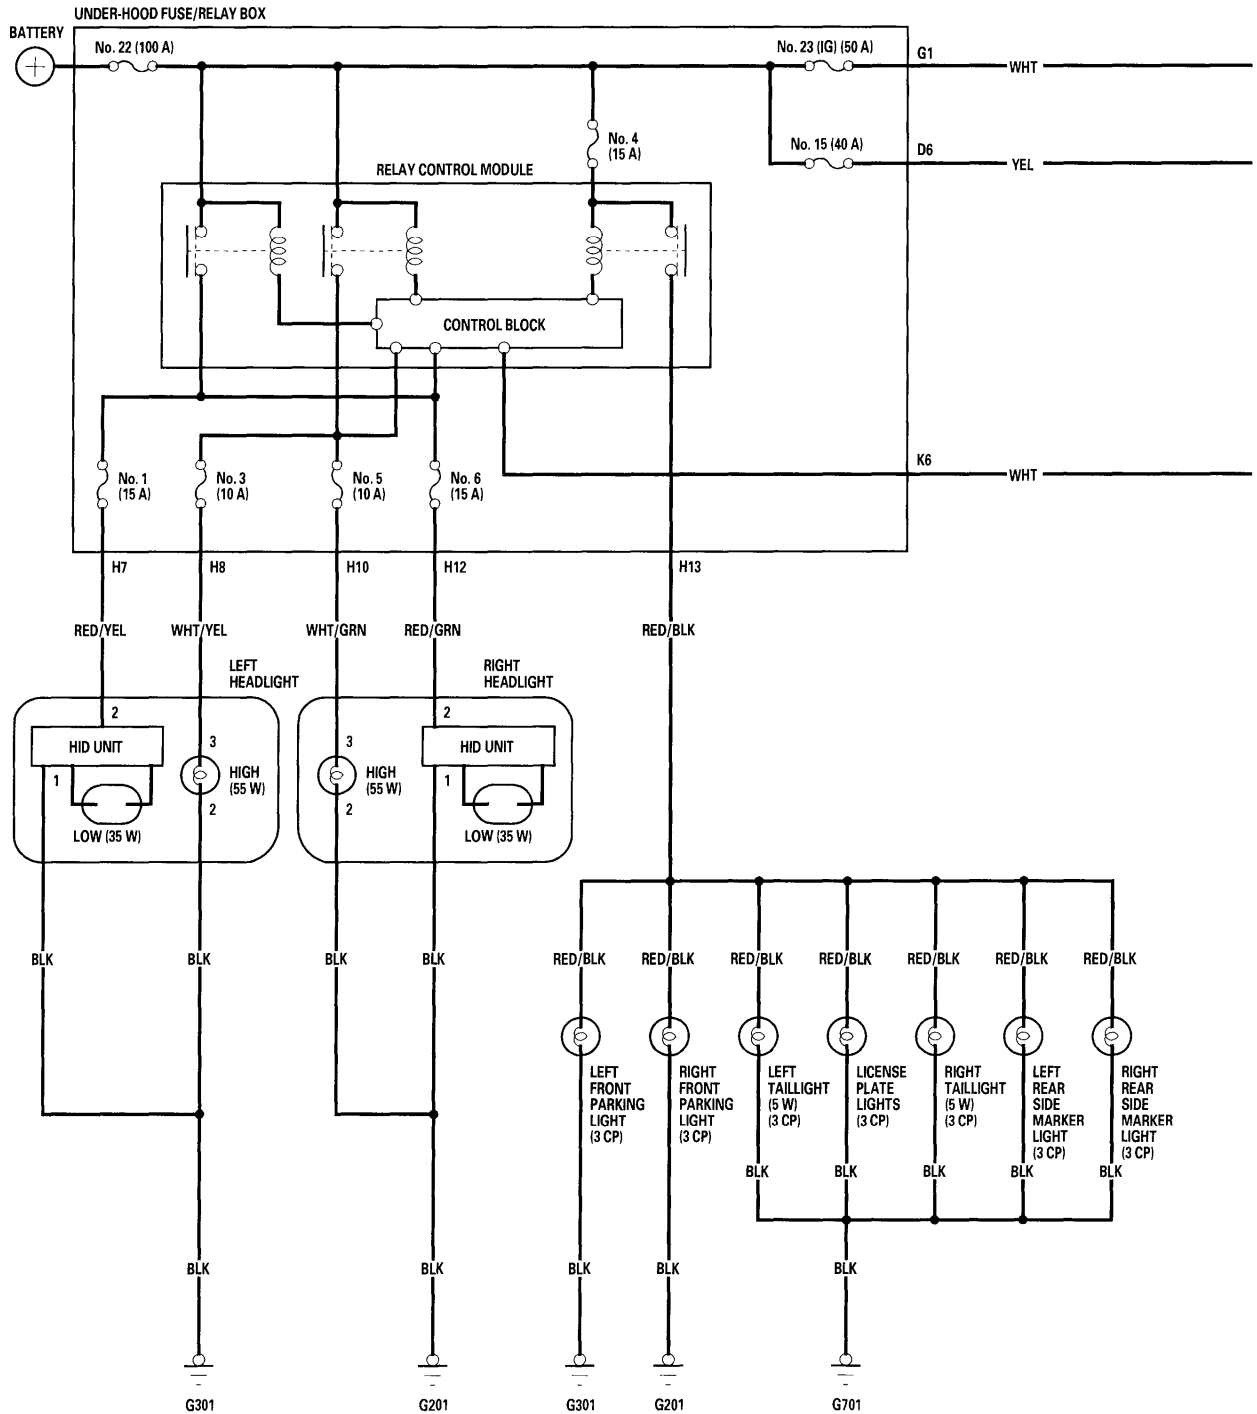 UNDER-HOOD FUSE/RELAY BOX
BATTERY
No. 22 (100 A)
No. 23 (IG) (50 A)
G1
WHT
No. 4
(15 A)
No. 15 (40 A)
D6
YEL
RELAY CONTROL MODULE
CONTROL BLOCK
K6
WHT
No. 1
(15 A)
No. 3
(10 A)
No. 5
(10 A)
No. 6
(15 A)
H7
H8
H10
H12
H13
RED/YEL
WHT/YEL
WHT/GRN
RED/GRN
RED/BLK
LEFT
HEADLIGHT
RIGHT
HEADLIGHT
2
HID UNIT
1
LOW (35 W)
3
HIGH
(55 W)
2
3
HIGH
(55 W)
2
2
HID UNIT
1
LOW (35 W)
BLK
BLK
BLK
BLK
RED/BLK
RED/BLK
RED/BLK
RED/BLK
RED/BLK
RED/BLK
RED/BLK
LEFT
FRONT
PARKING
LIGHT
(3 CP)
RIGHT
FRONT
PARKING
LIGHT
(3 CP)
LEFT
TAILLIGHT
(5 W)
(3 CP)
LICENSE
PLATE
LIGHTS
(3 CP)
RIGHT
TAILLIGHT
(5 W)
(3 CP)
LEFT
REAR
SIDE
MARKER
LIGHT
(3 CP)
RIGHT
REAR
SIDE
MARKER
LIGHT
(3 CP)
BLK
BLK
BLK
BLK
BLK
BLK
BLK
BLK
BLK
BLK
G301
G201
G301
G201
G701